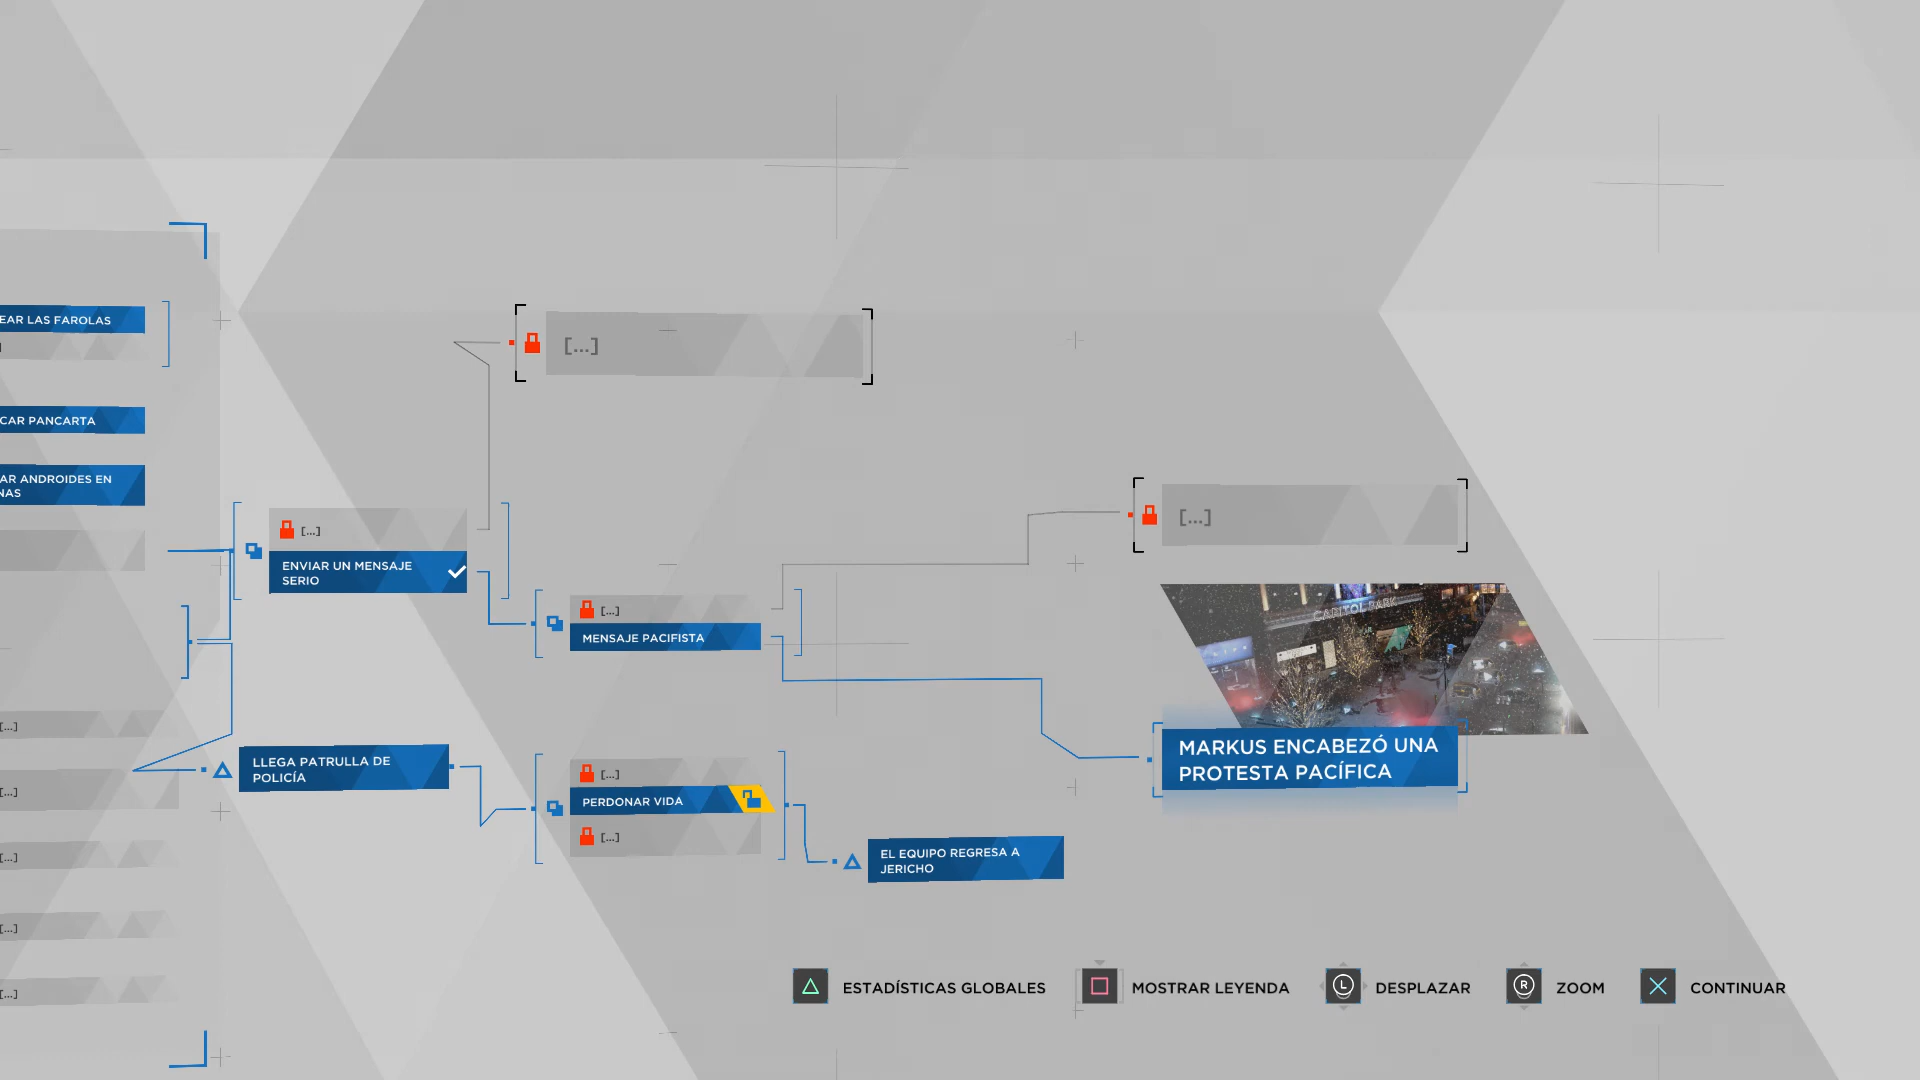 EAR LAS FAROLAS
]
CAR PANCARTA
AR ANDROIDES EN
NAS
[...]
[...]
[...]
[...]
[...]
[...]
[...]
ENVIAR UN MENSAJE
SERIO
[...]
MENSAJE PACIFISTA
LLEGA PATRULLA DE
POLICÍA
[...]
PERDONAR VIDA
[...]
EL EQUIPO REGRESA A
JERICHO
[...]
CAPITOL PARK
MARKUS ENCABEZÓ UNA
PROTESTA PACÍFICA
ESTADÍSTICAS GLOBALES
MOSTRAR LEYENDA
L
DESPLAZAR
R
ZOOM
CONTINUAR